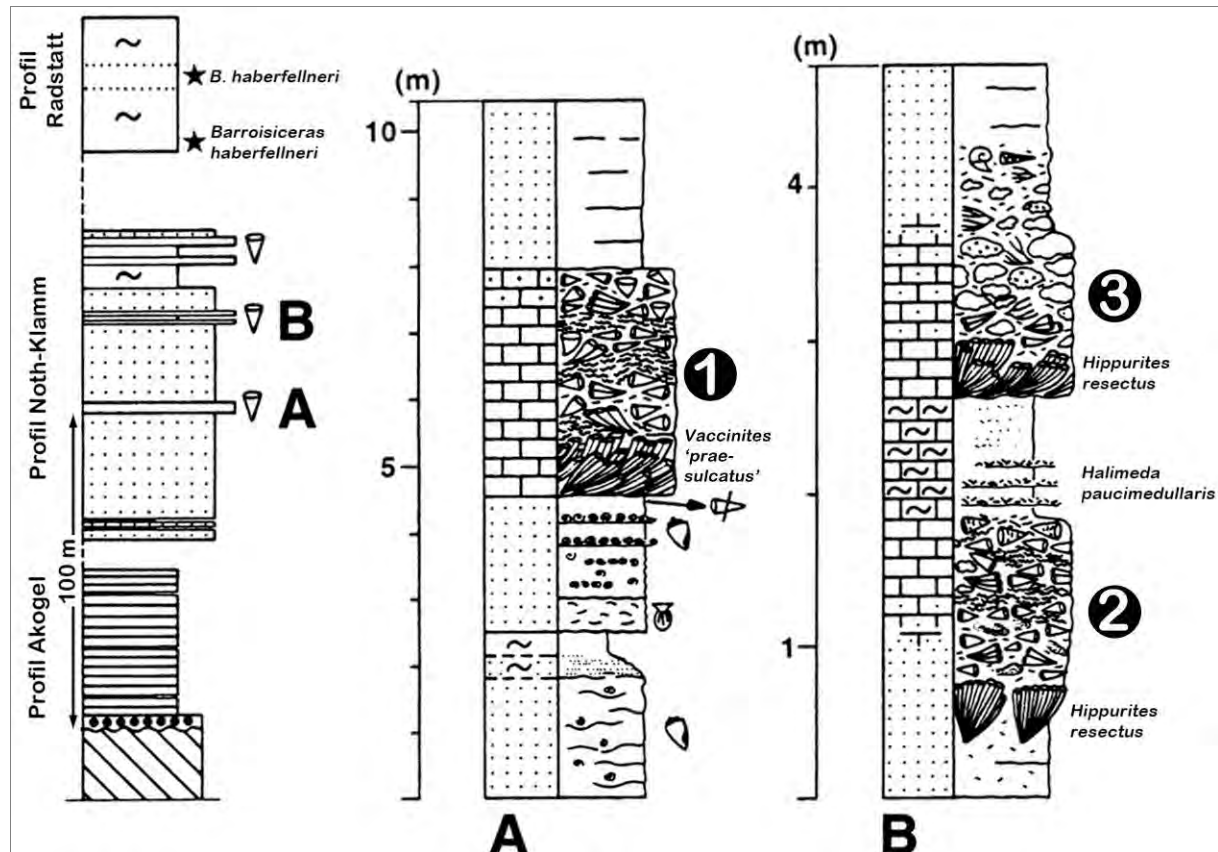 Profil
Radstatt
B. haberfellneri
Barroisiceras
haberfellneri
Profil Noth-Klamm
B
A
100 m
Profil Akogel
(m)
10
5
1
Vaccinites
'prae-
sulcatus'
A
(m)
4
1
3
Hippurites
resectus
Halimeda
paucimedullaris
2
Hippurites
resectus
B